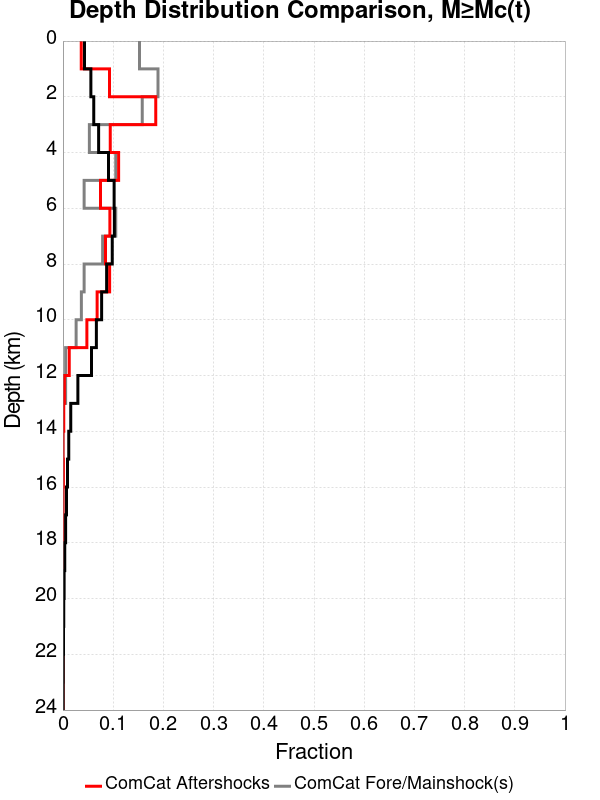 Depth Distribution Comparison, M≥Mc(t)
0
2
4
6
8
10
12
14
16
18
20
22
24
Depth (km)
0 0.1 0.2 0.3 0.4 0.5 0.6 0.7 0.8 0.9 1
Fraction
ComCat Aftershocks ComCat Fore/Mainshock(s)